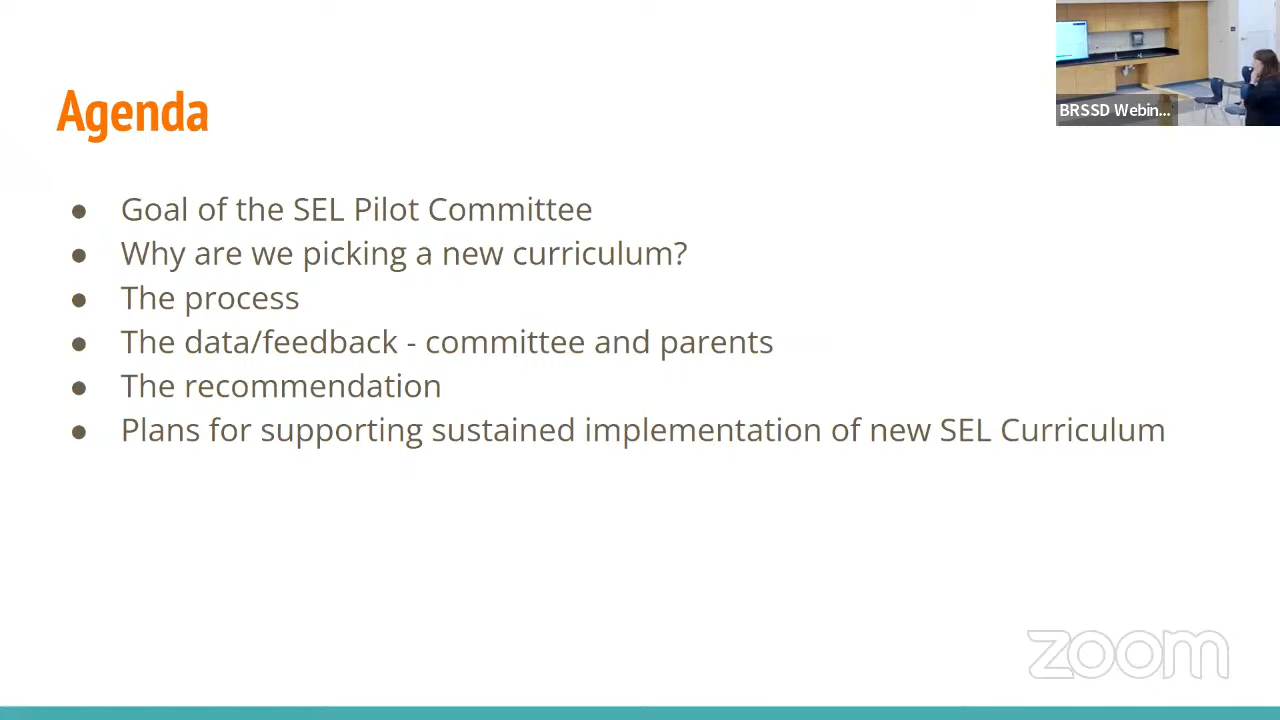 Agenda
BRSSD Webin...
● Goal of the SEL Pilot Committee
● Why are we picking a new curriculum?
● The process
● The data/feedback - committee and parents
● The recommendation
● Plans for supporting sustained implementation of new SEL Curriculum
zoom